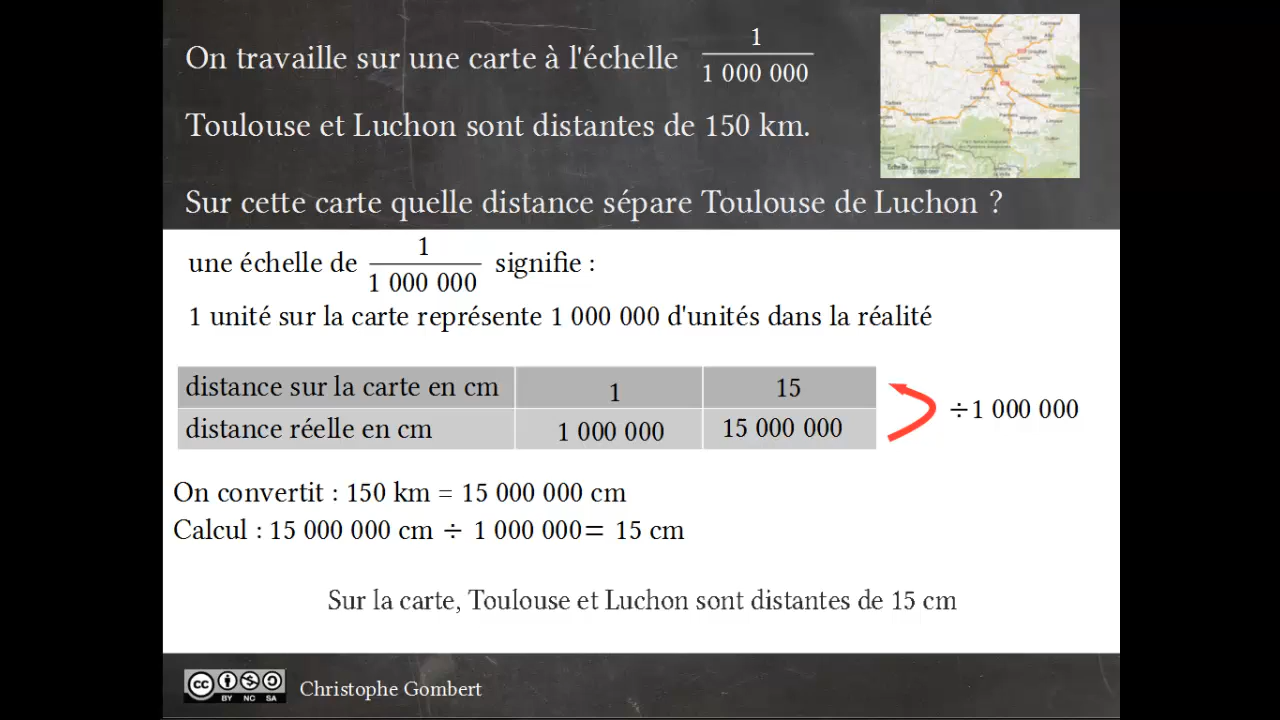 On travaille sur une carte à l'échelle 1
1 000 000
Toulouse et Luchon sont distantes de 150 km.
Sur cette carte quelle distance sépare Toulouse de Luchon ?
une échelle de 1
1 000 000 signifie :
1 unité sur la carte représente 1 000 000 d'unités dans la réalité
distance sur la carte en cm 1 15
distance réelle en cm 1 000 000 15 000 000
÷1 000 000
On convertit : 150 km = 15 000 000 cm
Calcul : 15 000 000 cm ÷ 1 000 000= 15 cm
Sur la carte, Toulouse et Luchon sont distantes de 15 cm
cc BY NC SA
Christophe Gombert